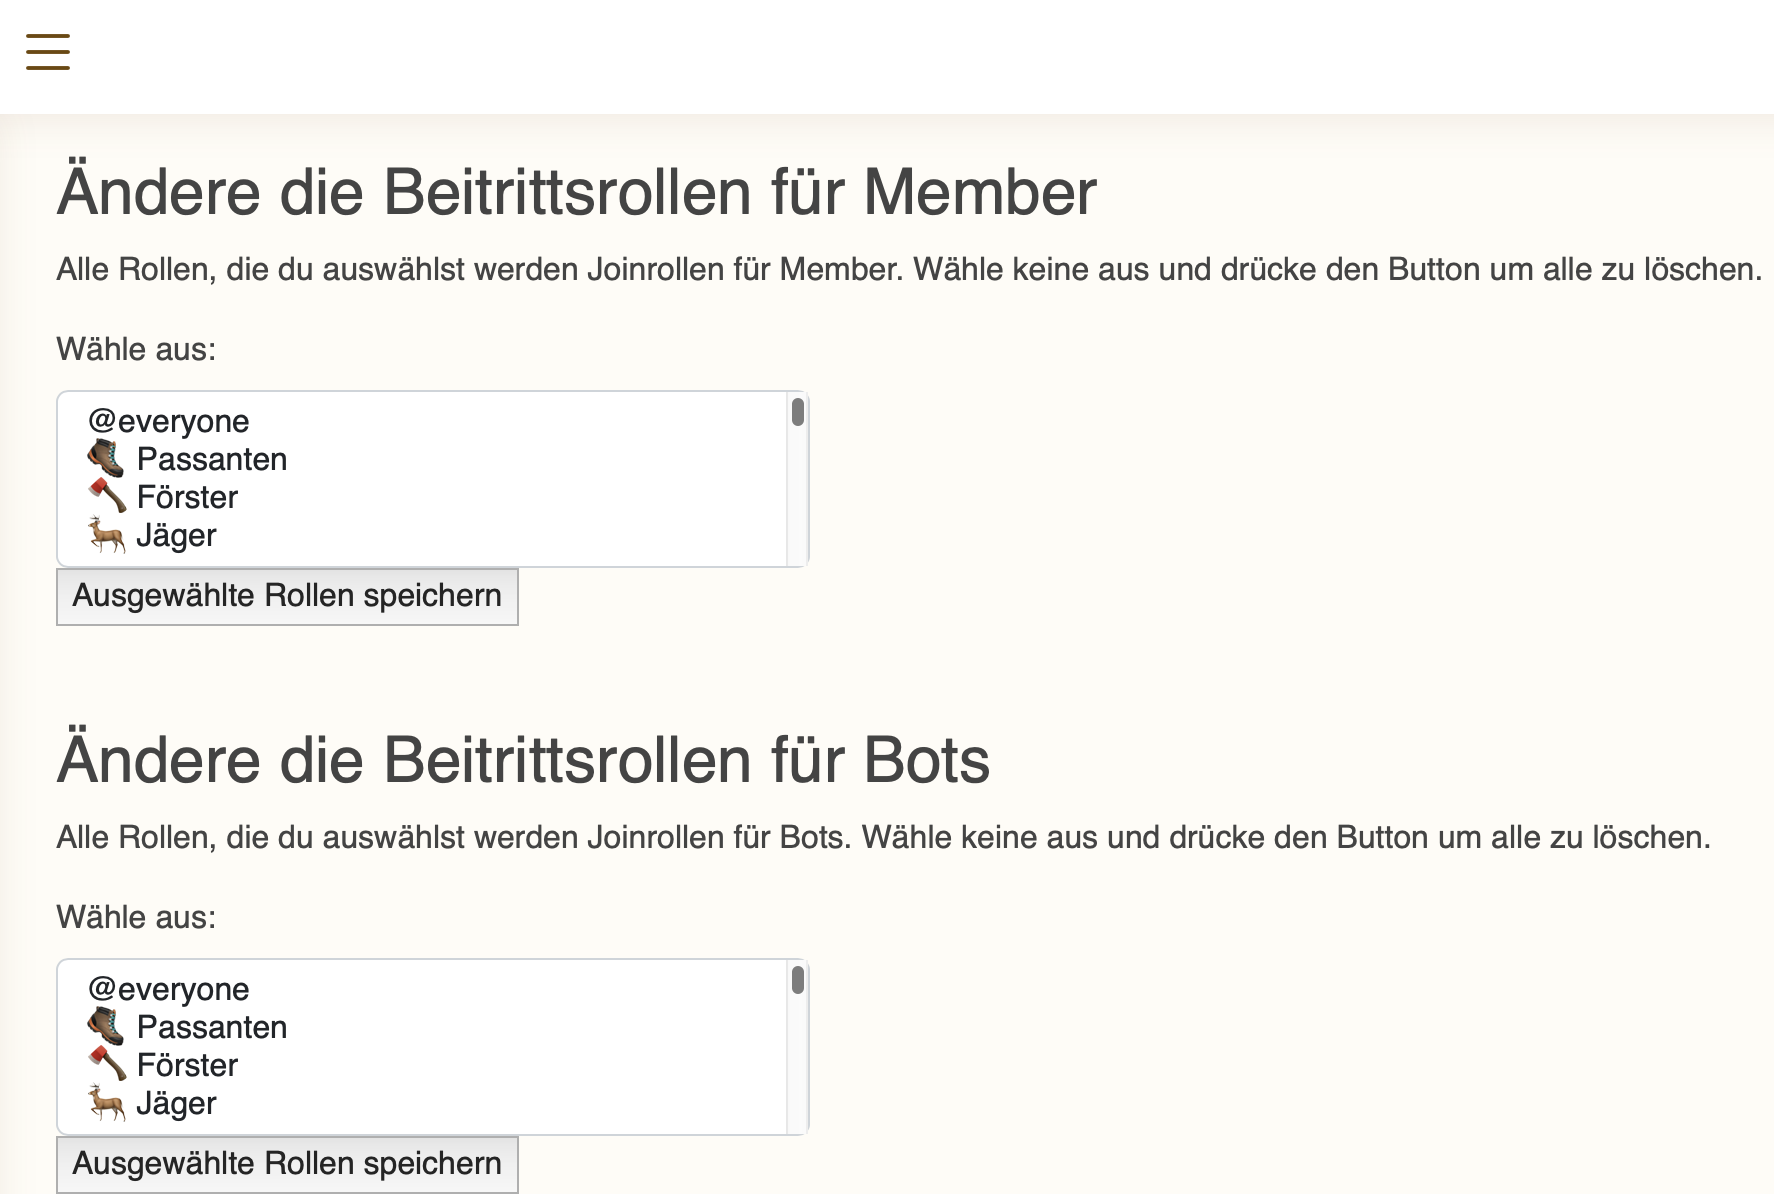 Ändere die Beitrittsrollen für Member
Alle Rollen, die du auswählst werden Joinrollen für Member. Wähle keine aus und drücke den Button um alle zu löschen.
Wähle aus:
@everyone
🥾 Passanten
🪓 Förster
🦌 Jäger
Ausgewählte Rollen speichern
Ändere die Beitrittsrollen für Bots
Alle Rollen, die du auswählst werden Joinrollen für Bots. Wähle keine aus und drücke den Button um alle zu löschen.
Wähle aus:
@everyone
🥾 Passanten
🪓 Förster
🦌 Jäger
Ausgewählte Rollen speichern